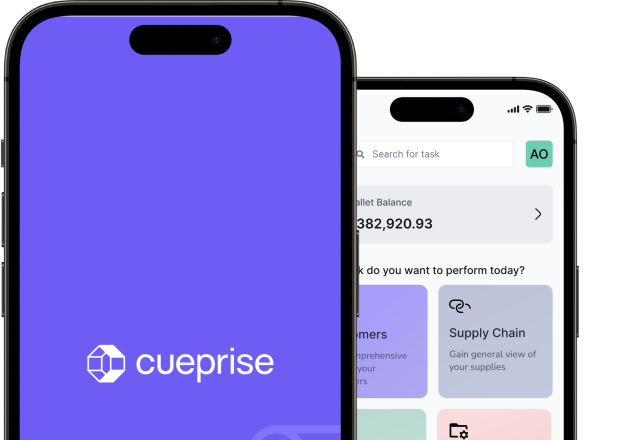 cueprise
Search for task
AO
allet Balance
382,920.93
k do you want to perform today?
omers
mprehensive
your
ers
Supply Chain
Gain general view of
your supplies